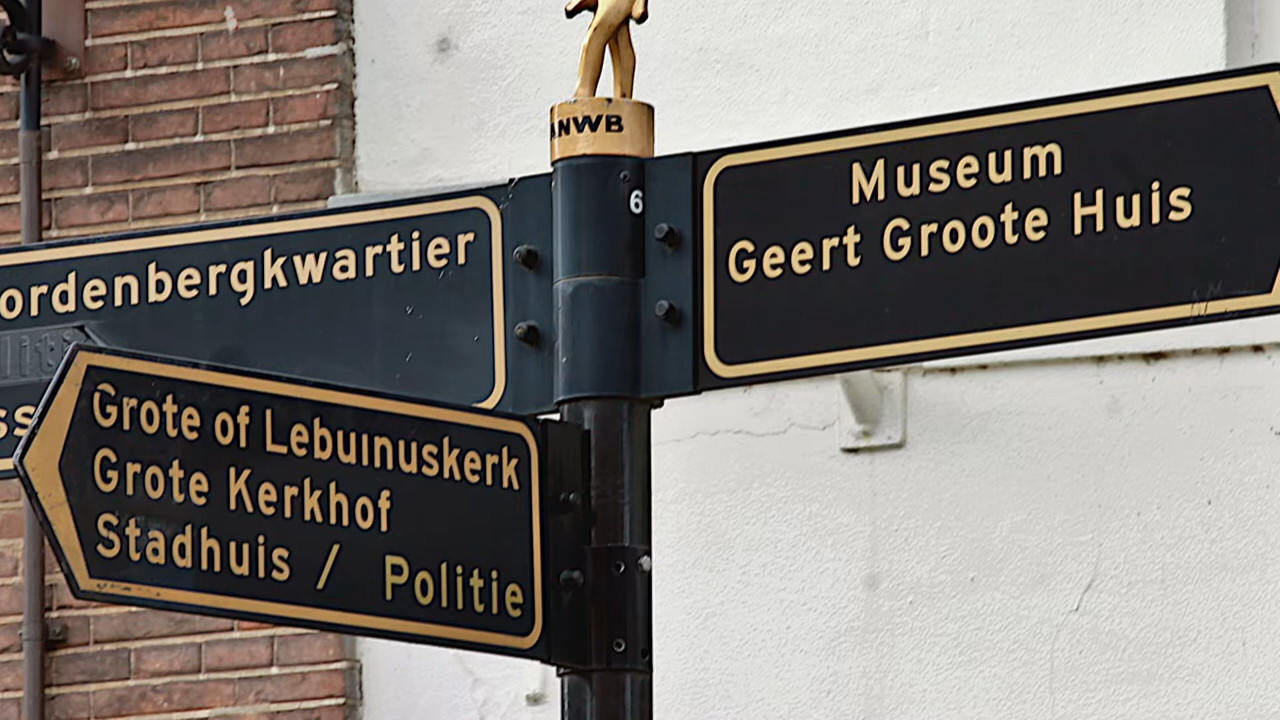 ANWB
6
Museum
Geert Groote Huis
ordenbergkwartier
Grote of Lebuinuskerk
Grote Kerkhof
Stadhuis / Politie